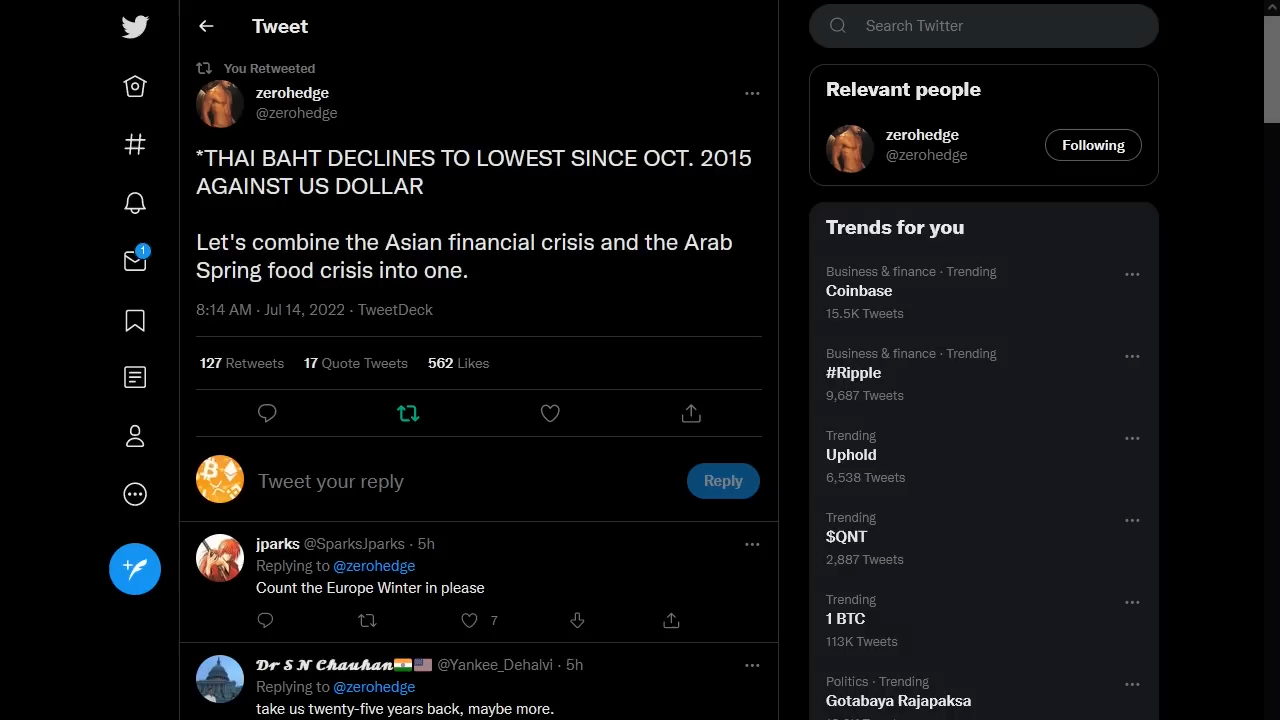 Tweet
You Retweeted
zerohedge
@zerohedge
*THAI BAHT DECLINES TO LOWEST SINCE OCT. 2015
AGAINST US DOLLAR
Let's combine the Asian financial crisis and the Arab
Spring food crisis into one.
8:14 AM · Jul 14, 2022 · TweetDeck
127 Retweets 17 Quote Tweets 562 Likes
Tweet your reply
Reply
jparks @SparksJparks · 5h
Replying to @zerohedge
Count the Europe Winter in please
7
Dr S N Chauhan🇮🇳🇺🇸 @Yankee_Dehalvi · 5h
Replying to @zerohedge
take us twenty-five years back, maybe more.
1
Search Twitter
Relevant people
zerohedge
@zerohedge
Following
Trends for you
Business & finance · Trending
Coinbase
15.5K Tweets
Business & finance · Trending
#Ripple
9,687 Tweets
Trending
Uphold
6,538 Tweets
Trending
$QNT
2,887 Tweets
Trending
1 BTC
113K Tweets
Politics · Trending
Gotabaya Rajapaksa